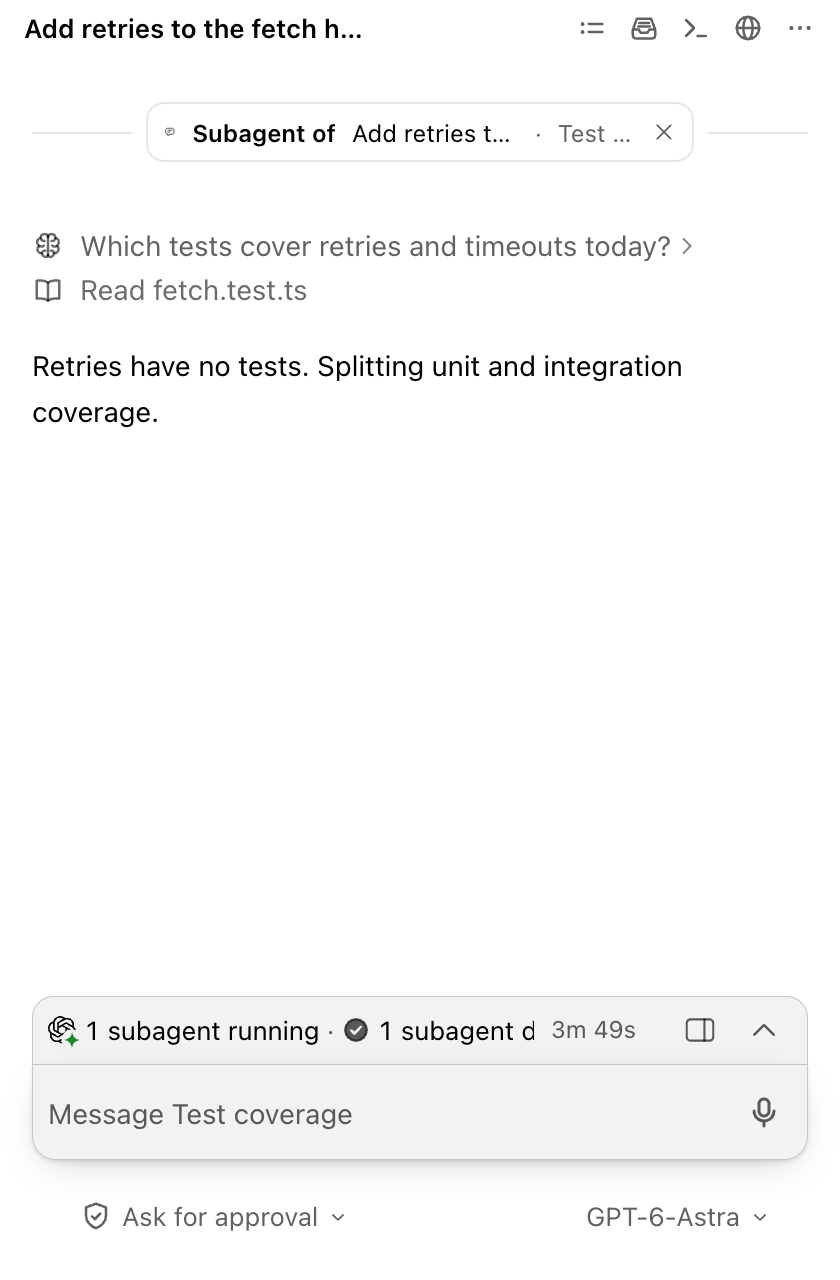 Add retries to the fetch h...
Subagent of Add retries t... · Test ...
Which tests cover retries and timeouts today?
Read fetch.test.ts
Retries have no tests. Splitting unit and integration
coverage.
1 subagent running · 1 subagent d 3m 49s
Message Test coverage
Ask for approval GPT-6-Astra